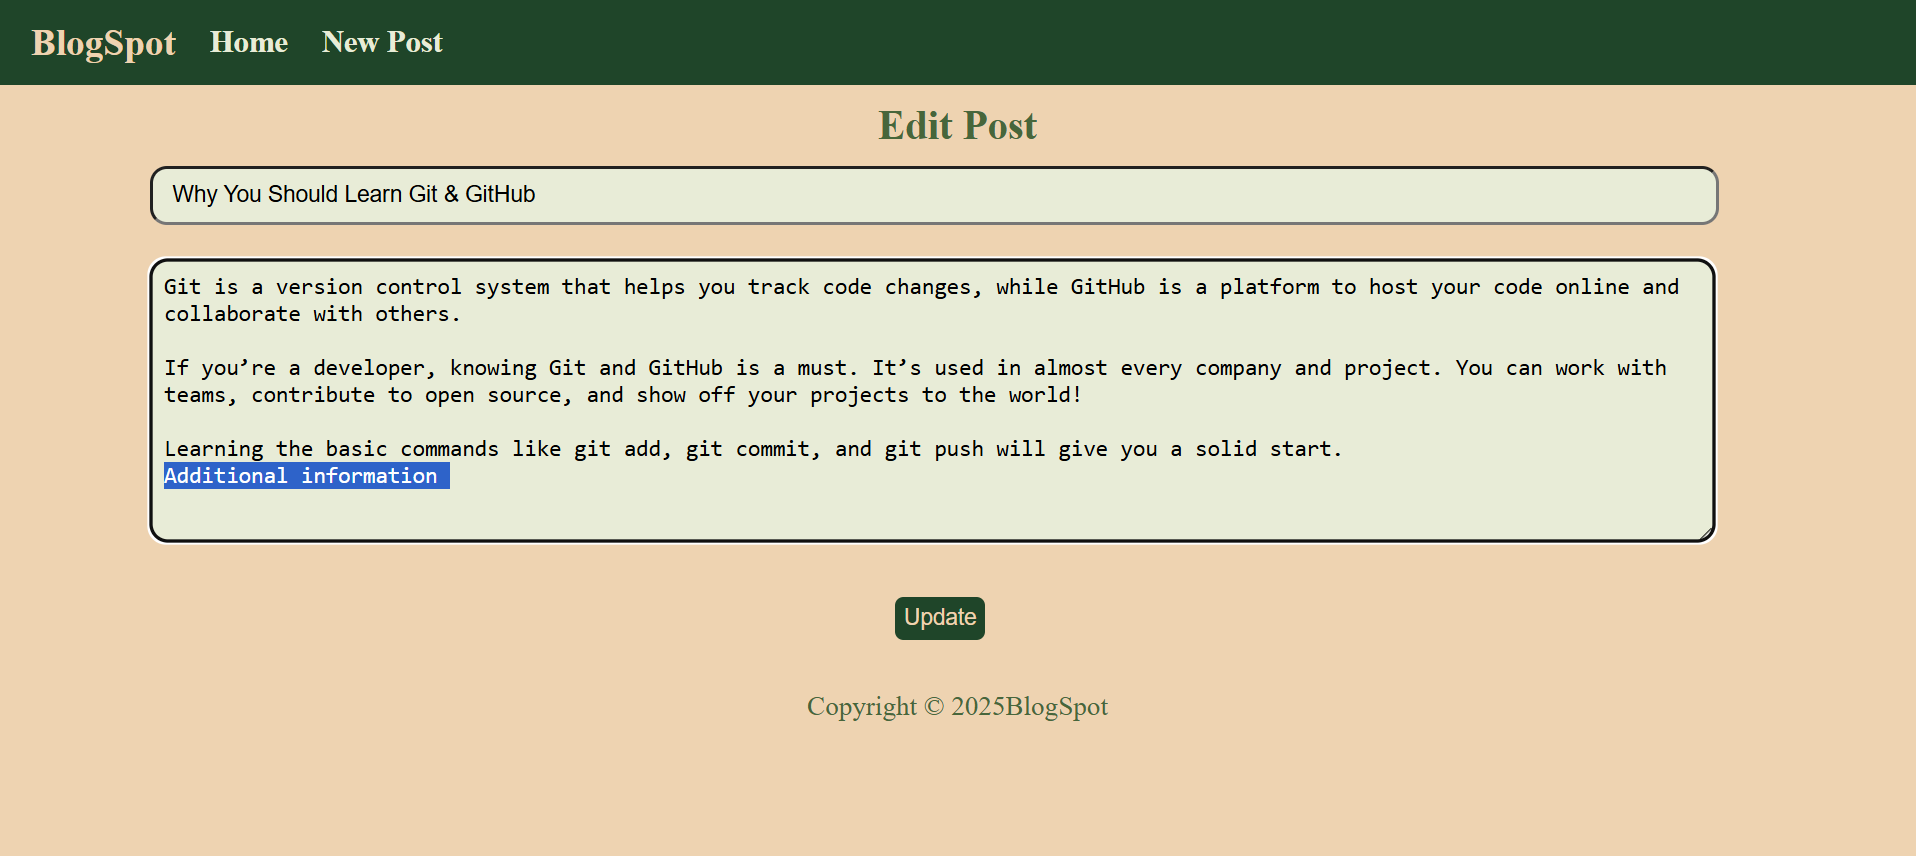 BlogSpot Home New Post
Edit Post
Why You Should Learn Git & GitHub
Git is a version control system that helps you track code changes, while GitHub is a platform to host your code online and
collaborate with others.
If you’re a developer, knowing Git and GitHub is a must. It’s used in almost every company and project. You can work with
teams, contribute to open source, and show off your projects to the world!
Learning the basic commands like git add, git commit, and git push will give you a solid start.
Additional information
Update
Copyright © 2025BlogSpot